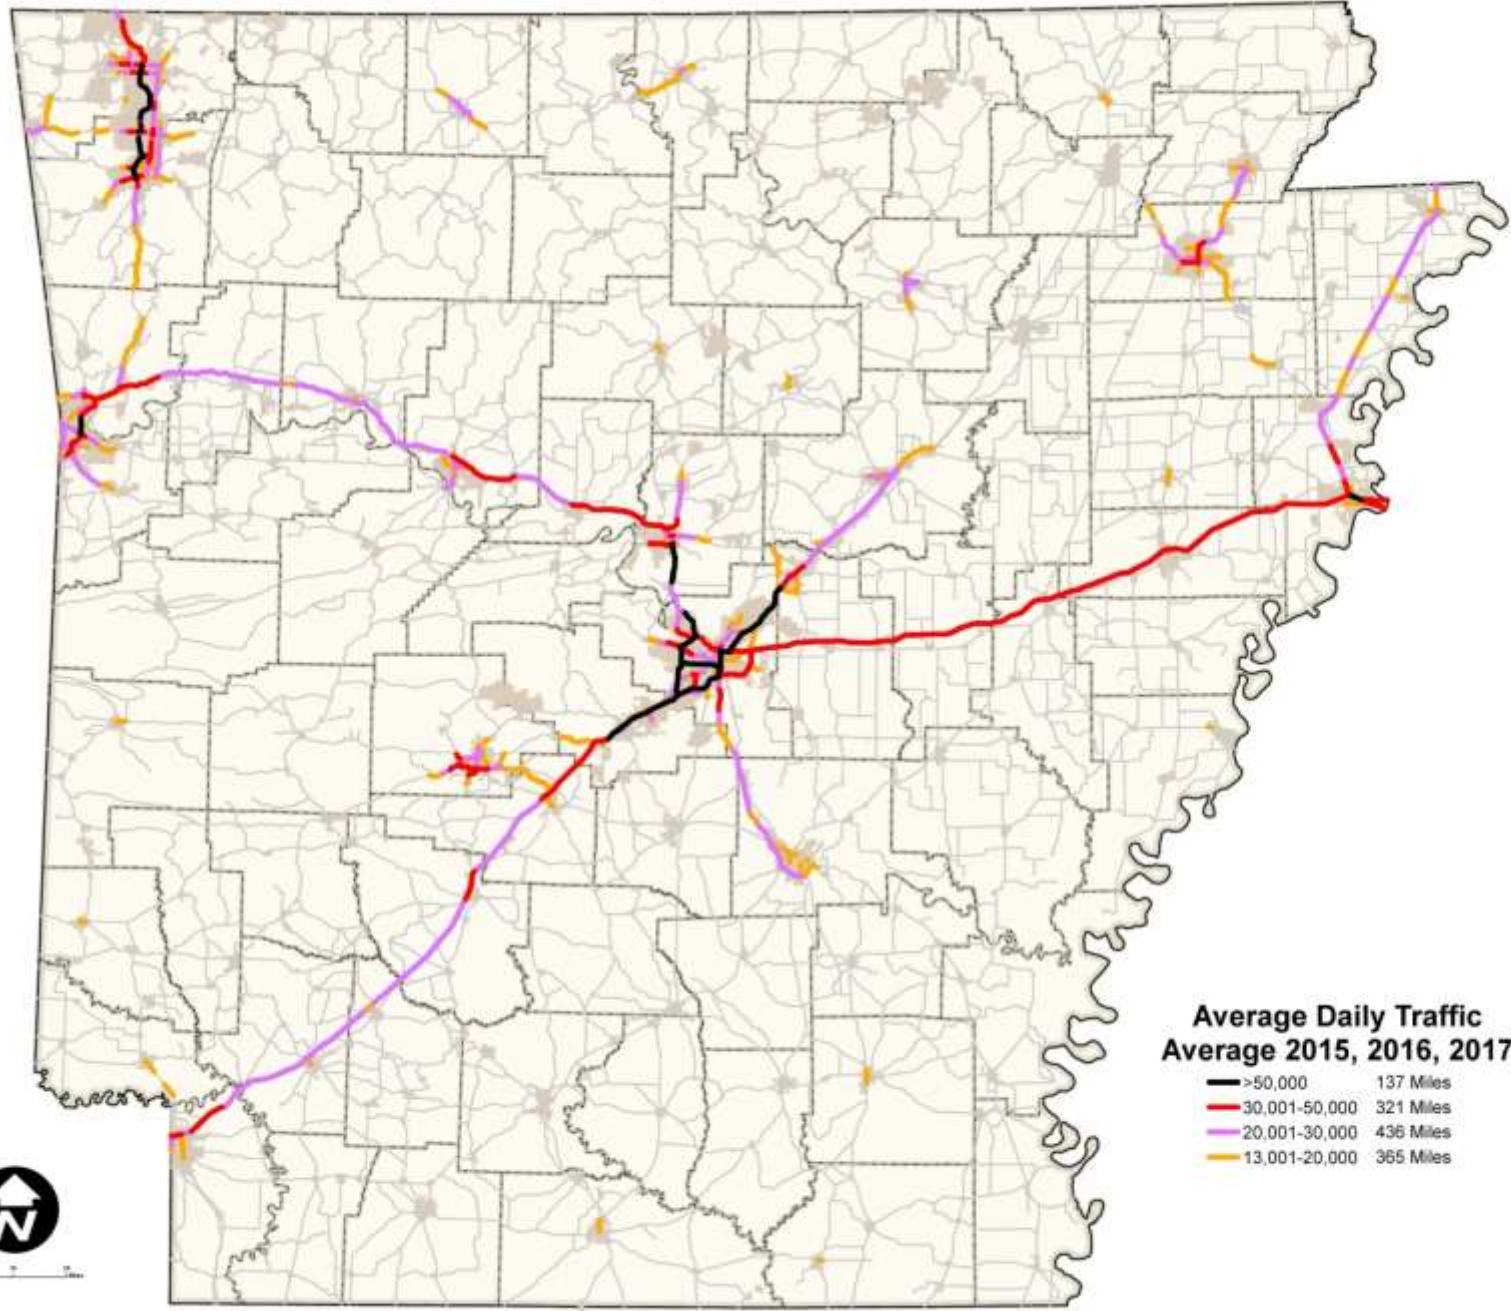 Average Daily Traffic
Average 2015, 2016, 2017
>50,000 137 Miles
30,001-50,000 321 Miles
20,001-30,000 436 Miles
13,001-20,000 365 Miles
N